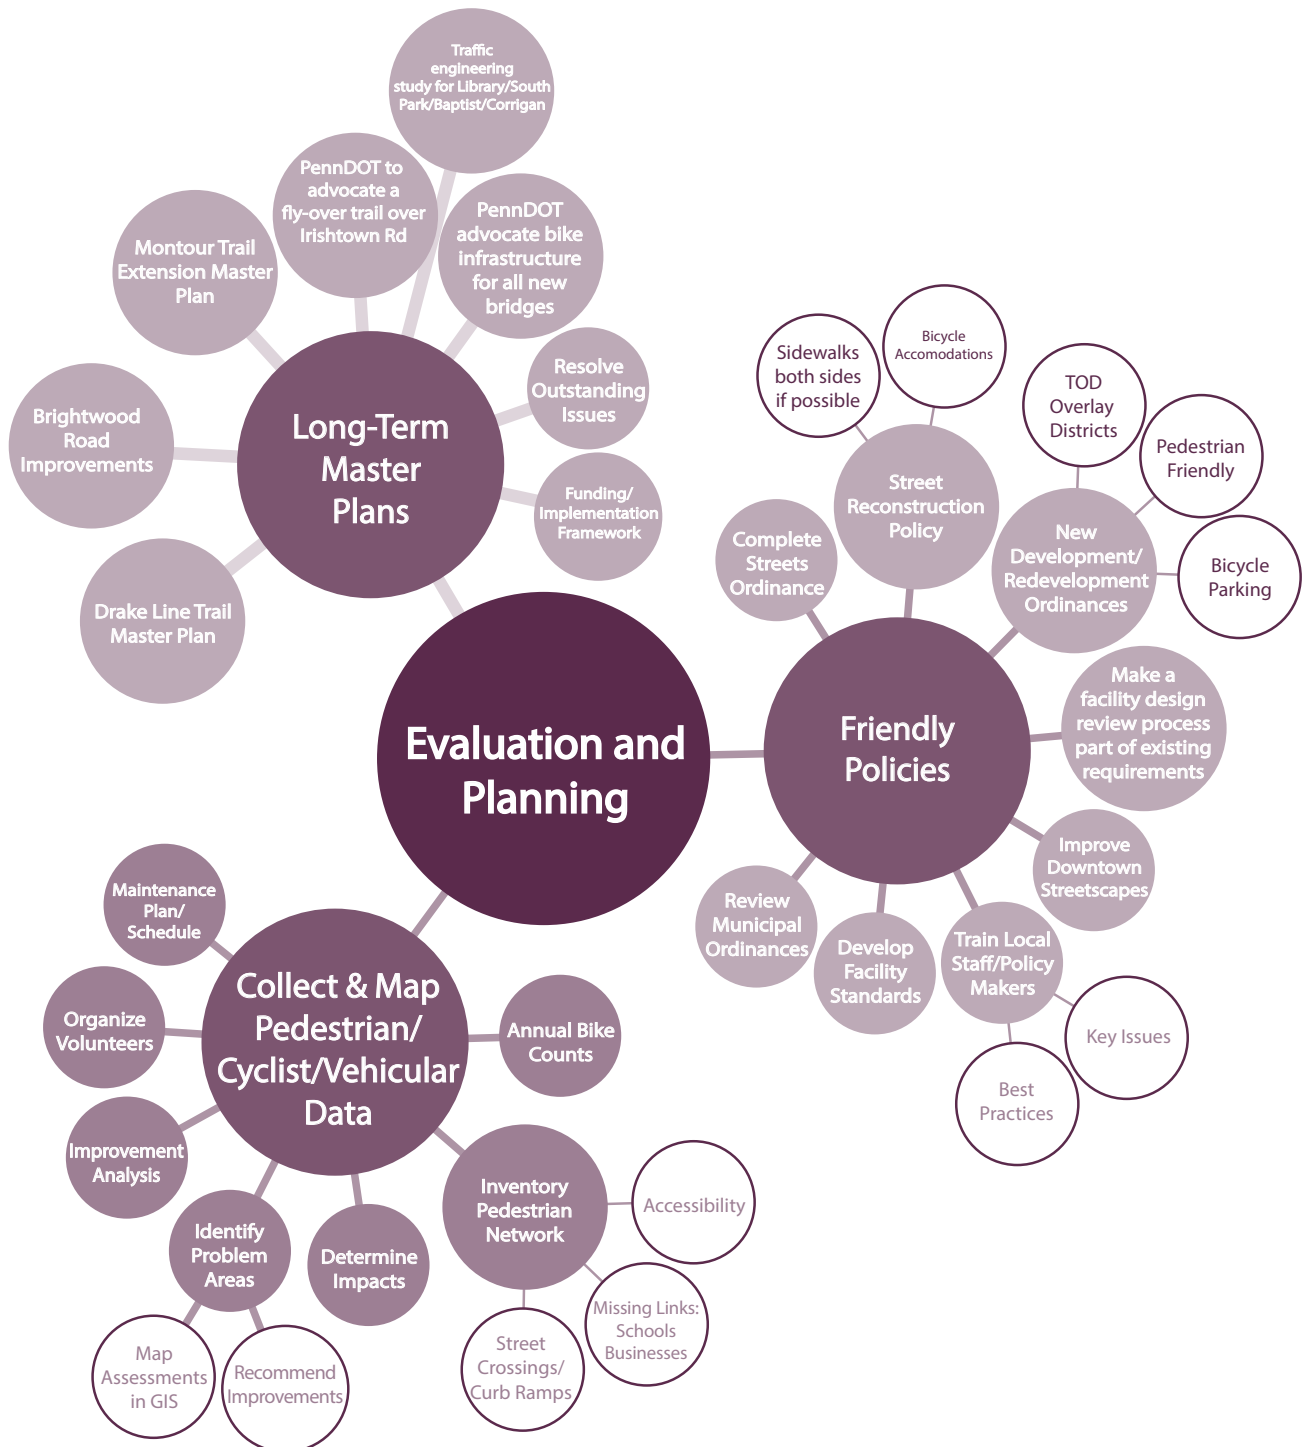 Traffic
engineering
study for Library/South
Park/Baptist/Corrigan
PennDOT to
advocate a
fly-over trail over
Irishtown Rd
PennDOT
advocate bike
infrastructure
for all new
bridges
Montour Trail
Extension Master
Plan
Resolve
Outstanding
Issues
Brightwood
Road
Improvements
Long-Term
Master
Plans
Funding/
Implementation
Framework
Drake Line Trail
Master Plan
Evaluation and
Planning
Sidewalks
both sides
if possible
Bicycle
Accomodations
TOD
Overlay
Districts
Pedestrian
Friendly
Bicycle
Parking
Street
Reconstruction
Policy
Complete
Streets
Ordinance
New
Development/
Redevelopment
Ordinances
Make a
facility design
review process
part of existing
requirements
Friendly
Policies
Improve
Downtown
Streetscapes
Review
Municipal
Ordinances
Develop
Facility
Standards
Train Local
Staff/Policy
Makers
Key Issues
Best
Practices
Maintenance
Plan/
Schedule
Organize
Volunteers
Collect & Map
Pedestrian/
Cyclist/Vehicular
Data
Annual Bike
Counts
Improvement
Analysis
Identify
Problem
Areas
Determine
Impacts
Inventory
Pedestrian
Network
Accessibility
Missing Links:
Schools
Businesses
Street
Crossings/
Curb Ramps
Map
Assessments
in GIS
Recommend
Improvements